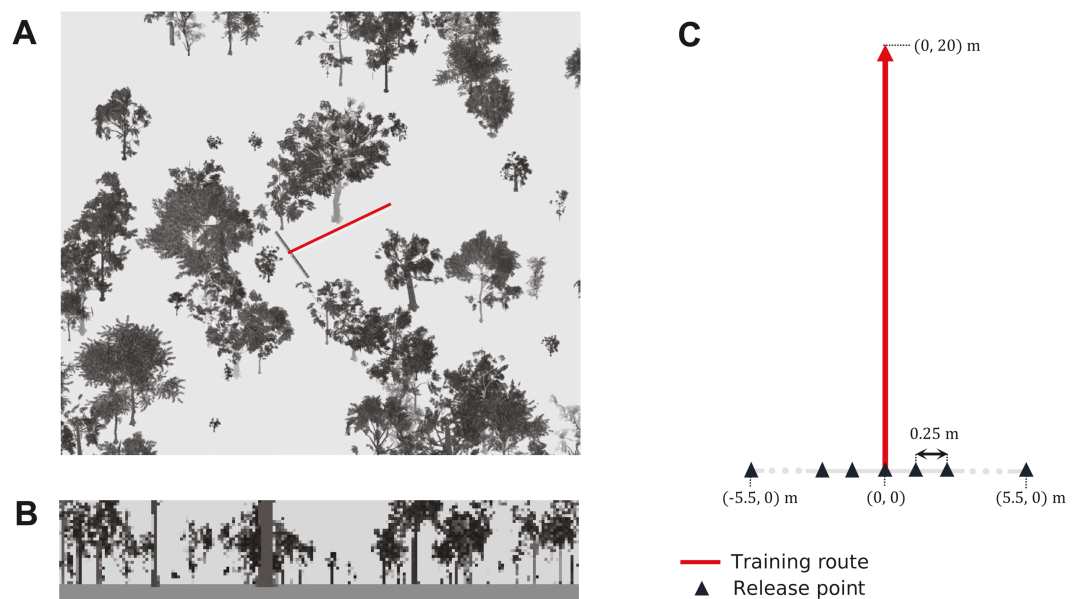 A
C
(0, 20) m
0.25 m
(-5.5, 0) m
(0, 0)
(5.5, 0) m
B
Training route
Release point